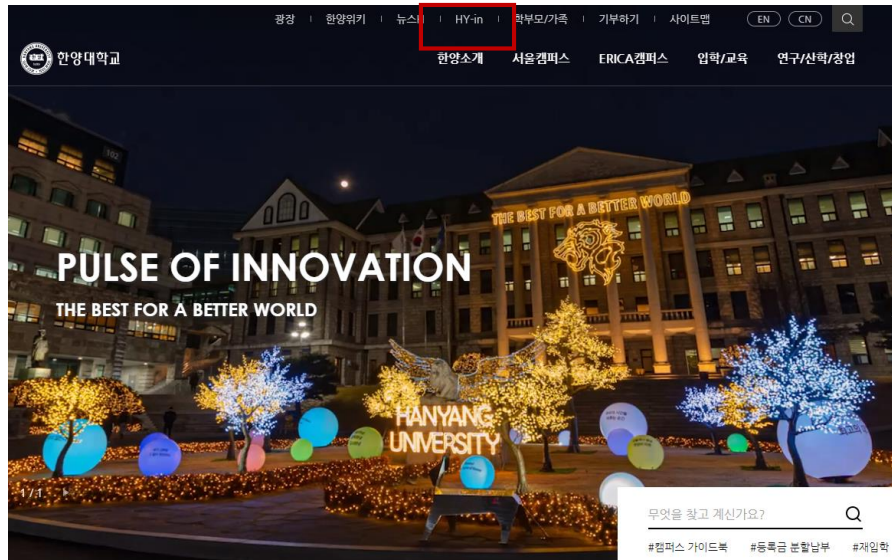 광장 | 한양위키 | 뉴스H | HY-in | 학부모/가족 | 기부하기 | 사이트맵 EN CN
한양대학교 한양소개 서울캠퍼스 ERICA캠퍼스 입학/교육 연구/산학/창업
THE BEST FOR A BETTER WORLD
PULSE OF INNOVATION
THE BEST FOR A BETTER WORLD
HANYANG
UNIVERSITY
1 / 1
무엇을 찾고 계신가요?
#캠퍼스 가이드북 #등록금 분할납부 #재입학